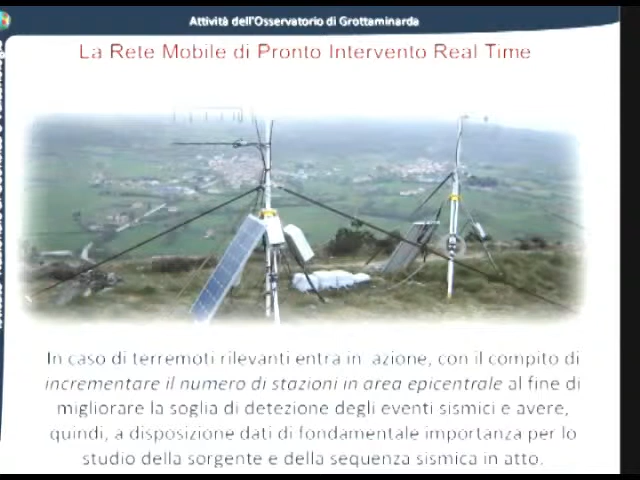 Attività dell'Osservatorio di Grottaminarda
La Rete Mobile di Pronto Intervento Real Time
In caso di terremoti rilevanti entra in azione, con il compito di
incrementare il numero di stazioni in area epicentrale al fine di
migliorare la soglia di detezione degli eventi sismici e avere,
quindi, a disposizione dati di fondamentale importanza per lo
studio della sorgente e della sequenza sismica in atto.